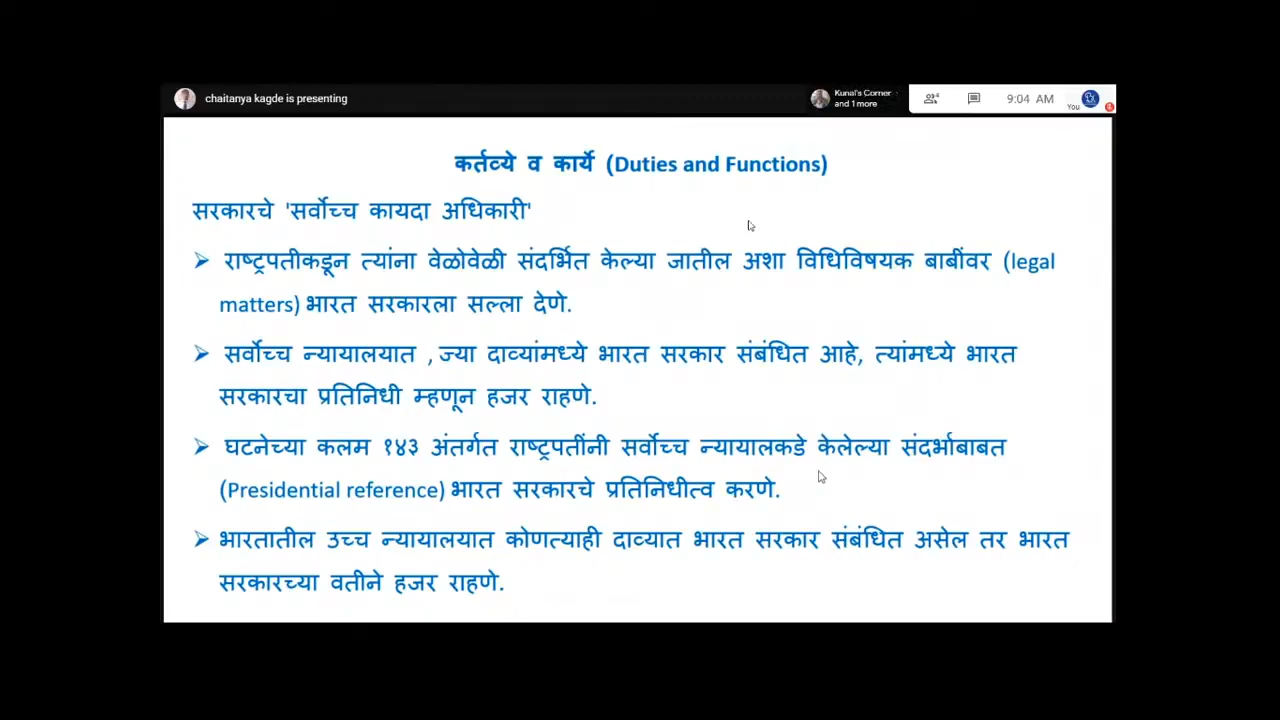 chaitanya kagde is presenting
Kunal's Corner
and 1 more
9:04 AM
You
कर्तव्ये व कार्ये (Duties and Functions)
सरकारचे 'सर्वोच्च कायदा अधिकारी'
राष्ट्रपतीकडून त्यांना वेळोवेळी संदर्भित केल्या जातील अशा विधिविषयक बाबींवर (legal
matters) भारत सरकारला सल्ला देणे.
सर्वोच्च न्यायालयात ,ज्या दाव्यांमध्ये भारत सरकार संबंधित आहे, त्यांमध्ये भारत
सरकारचा प्रतिनिधी म्हणून हजर राहणे.
घटनेच्या कलम १४३ अंतर्गत राष्ट्रपतींनी सर्वोच्च न्यायालकडे केलेल्या संदर्भाबाबत
(Presidential reference) भारत सरकारचे प्रतिनिधीत्व करणे.
भारतातील उच्च न्यायालयात कोणत्याही दाव्यात भारत सरकार संबंधित असेल तर भारत
सरकारच्या वतीने हजर राहणे.